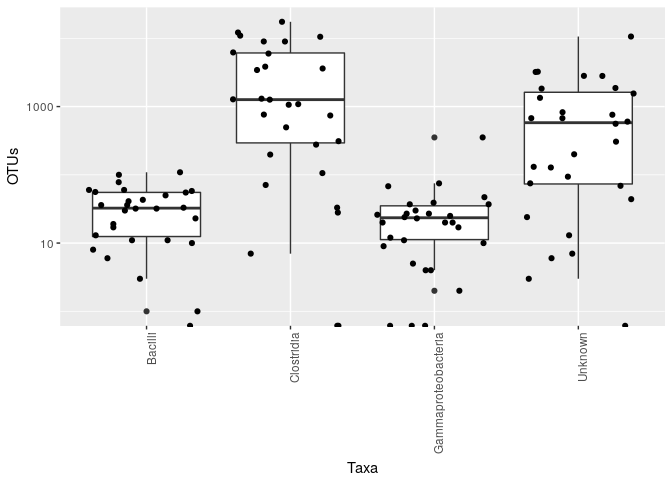 OTUs
1000
10
Bacilli
Clostridia
Gammaproteobacteria
Unknown
Taxa